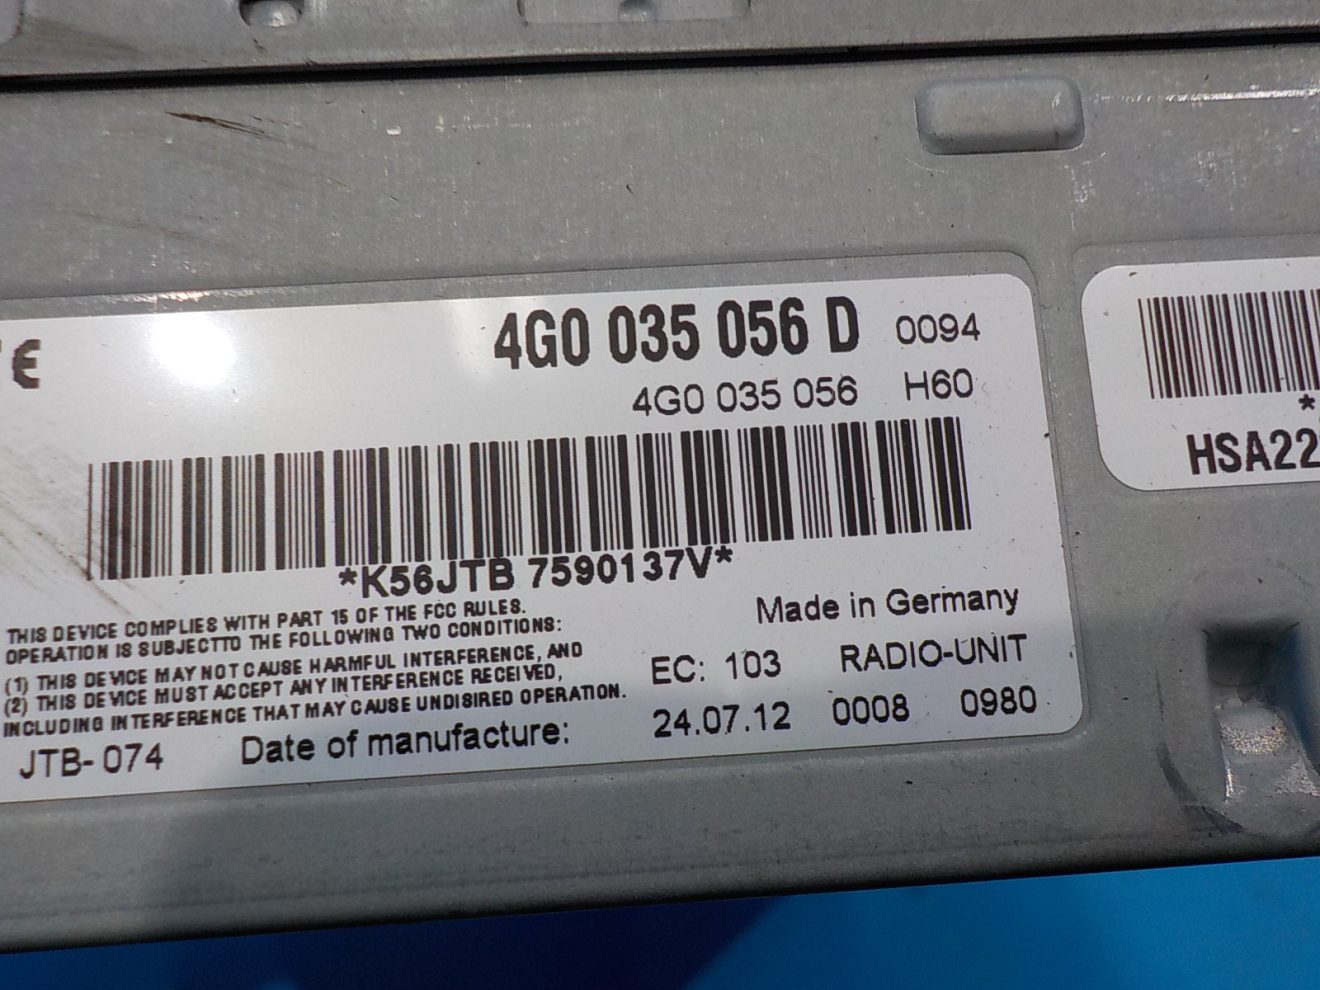 CE
4G0 035 056 D 0094
4G0 035 056 H60
*K56JTB 7590137V*
THIS DEVICE COMPLIES WITH PART 15 OF THE FCC RULES.
OPERATION IS SUBJECTTO THE FOLLOWING TWO CONDITIONS:
(1) THIS DEVICE MAY NOT CAUSE HARMFUL INTERFERENCE, AND
(2) THIS DEVICE MUST ACCEPT ANY INTERFERENCE RECEIVED,
INCLUDING INTERFERENCE THAT MAY CAUSE UNDISIRED OPERATION.
Made in Germany
EC: 103 RADIO-UNIT
JTB-074 Date of manufacture: 24.07.12 0008 0980
*
HSA22